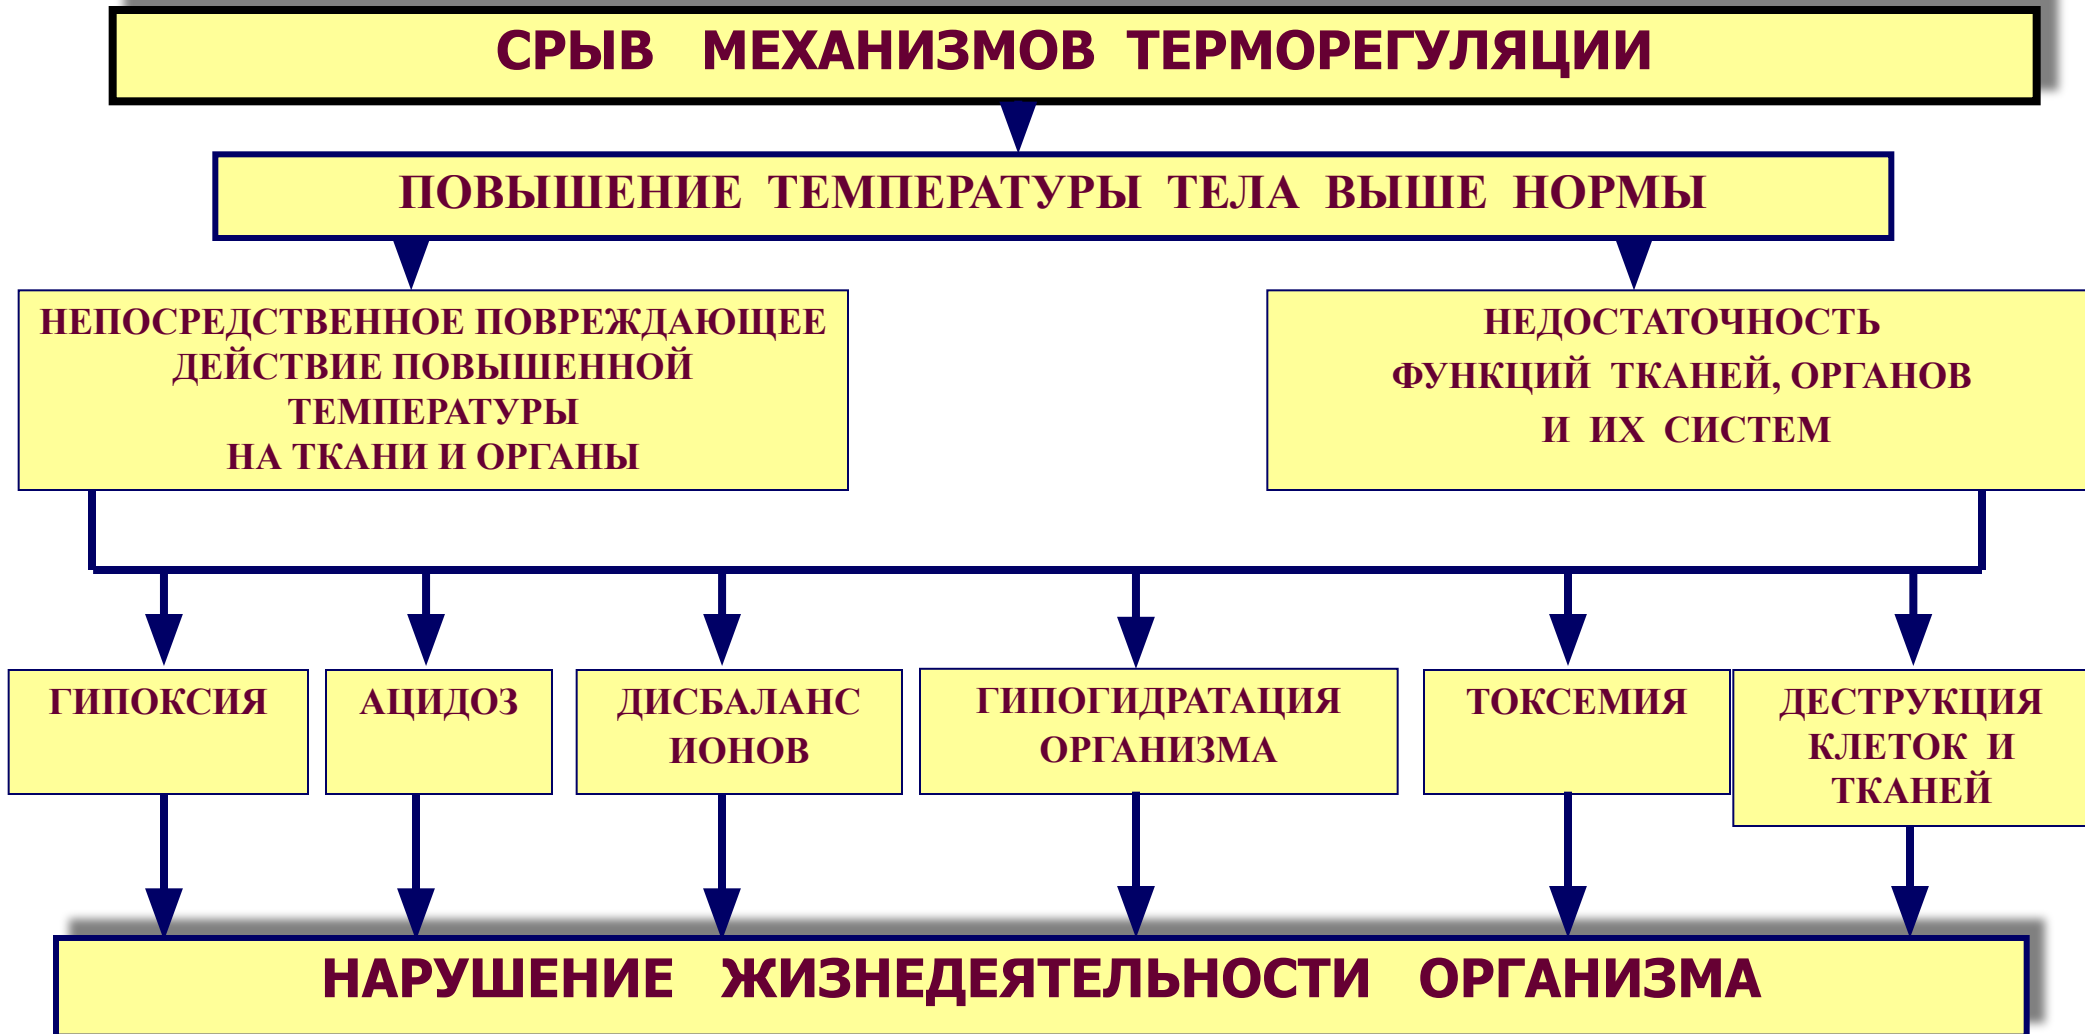 СРЫВ МЕХАНИЗМОВ ТЕРМОРЕГУЛЯЦИИ
ПОВЫШЕНИЕ ТЕМПЕРАТУРЫ ТЕЛА ВЫШЕ НОРМЫ
НЕПОСРЕДСТВЕННОЕ ПОВРЕЖДАЮЩЕЕ
ДЕЙСТВИЕ ПОВЫШЕННОЙ
ТЕМПЕРАТУРЫ
НА ТКАНИ И ОРГАНЫ
НЕДОСТАТОЧНОСТЬ
ФУНКЦИЙ ТКАНЕЙ, ОРГАНОВ
И ИХ СИСТЕМ
ГИПОКСИЯ
АЦИДОЗ
ДИСБАЛАНС
ИОНОВ
ГИПОГИДРАТАЦИЯ
ОРГАНИЗМА
ТОКСЕМИЯ
ДЕСТРУКЦИЯ
КЛЕТОК И
ТКАНЕЙ
НАРУШЕНИЕ ЖИЗНЕДЕЯТЕЛЬНОСТИ ОРГАНИЗМА